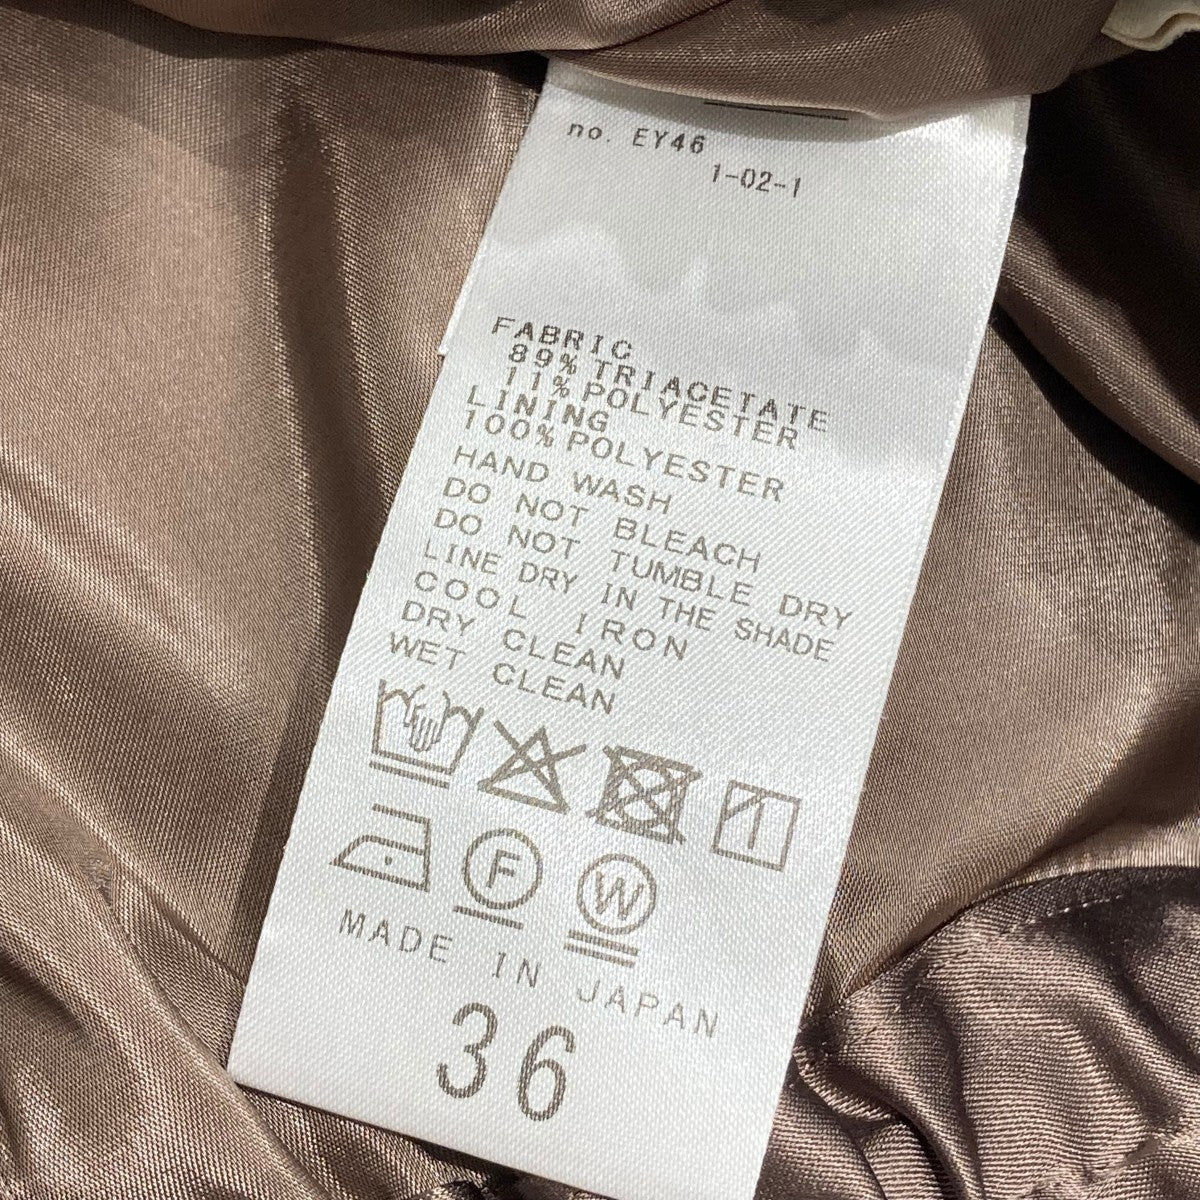 no. EY46
1-02-1
FABRIC
89% TRIACETATE
11% POLYESTER
LINING
100% POLYESTER
HAND WASH
DO NOT BLEACH
DO NOT TUMBLE DRY
LINE DRY IN THE SHADE
COOL IRON
DRY CLEAN
WET CLEAN
F
W
MADE IN JAPAN
36